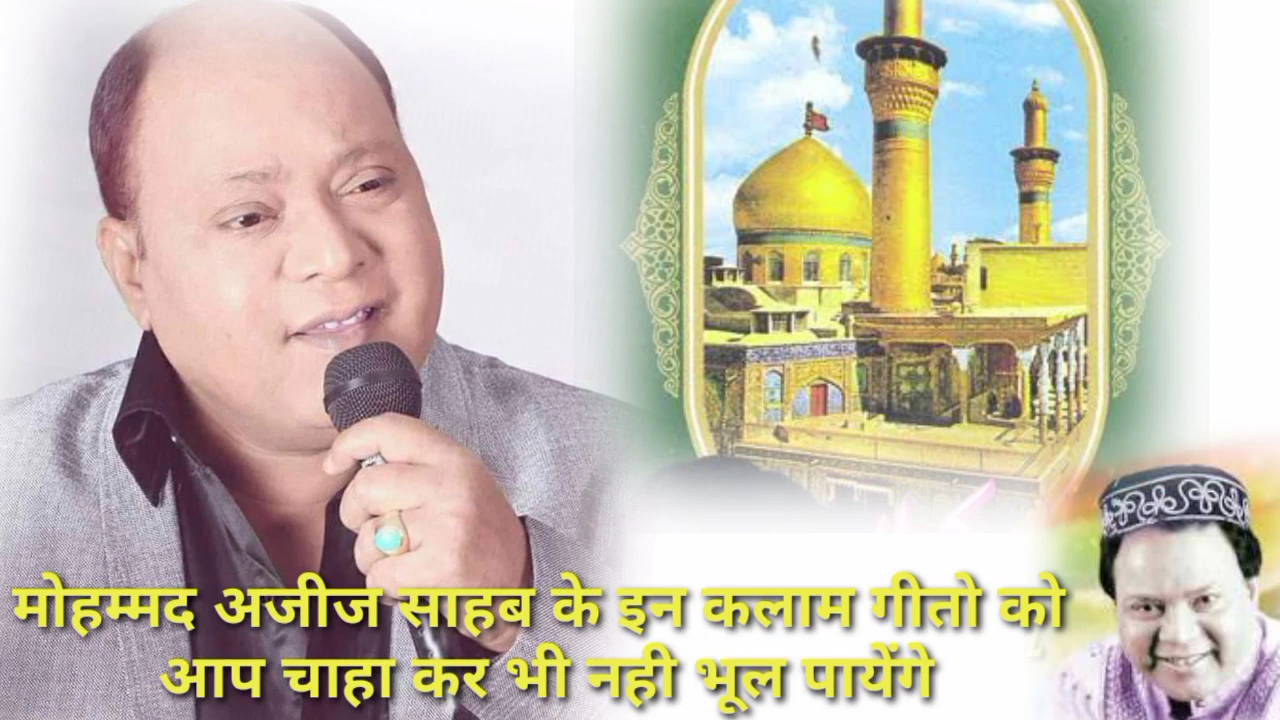 मोहम्मद अजीज साहब के इन कलाम गीतो को
आप चाहा कर भी नही भूल पायेंगे